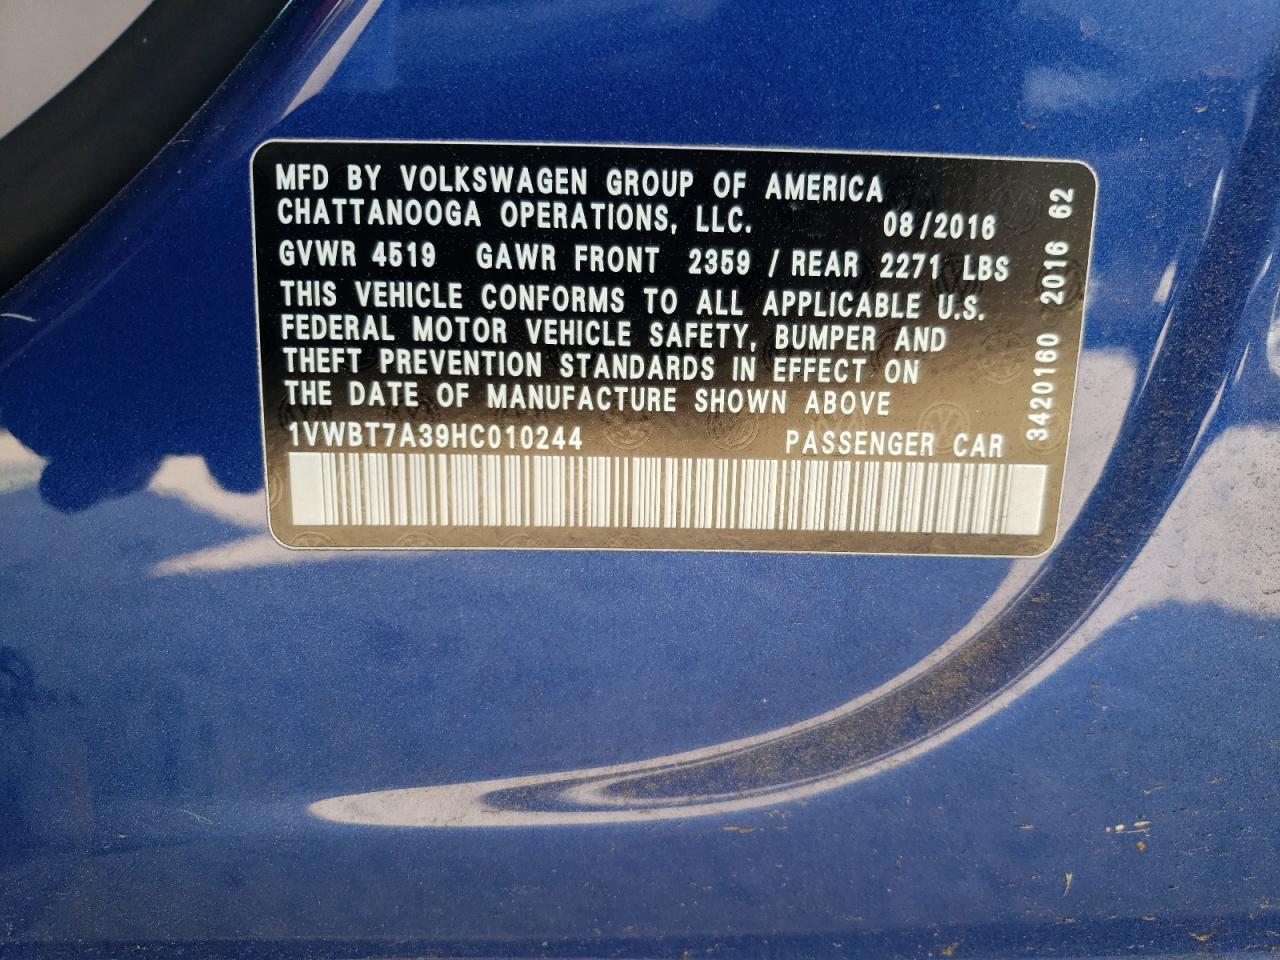 MFD BY VOLKSWAGEN GROUP OF AMERICA
CHATTANOOGA OPERATIONS, LLC. 08/2016
GVWR 4519 GAWR FRONT 2359 / REAR 2271 LBS
THIS VEHICLE CONFORMS TO ALL APPLICABLE U.S.
FEDERAL MOTOR VEHICLE SAFETY, BUMPER AND
THEFT PREVENTION STANDARDS IN EFFECT ON
THE DATE OF MANUFACTURE SHOWN ABOVE
1VWBT7A39HC010244 PASSENGER CAR
3420160 2016 62